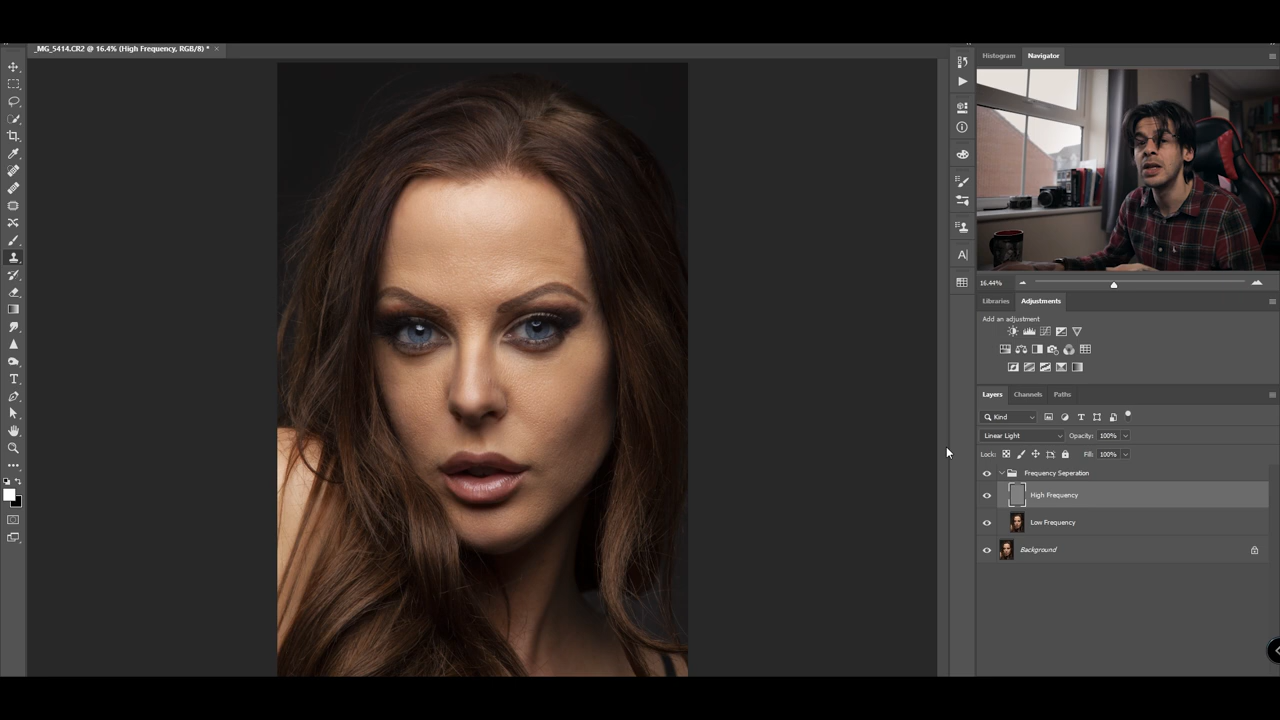 _MG_5414.CR2 @ 16.4% (High Frequency, RGB/8) *
Histogram
Navigator
16.44%
Libraries
Adjustments
Add an adjustment
Layers
Channels
Paths
Kind
Linear Light
Opacity: 100%
Lock:
Fill: 100%
Frequency Seperation
High Frequency
Low Frequency
Background